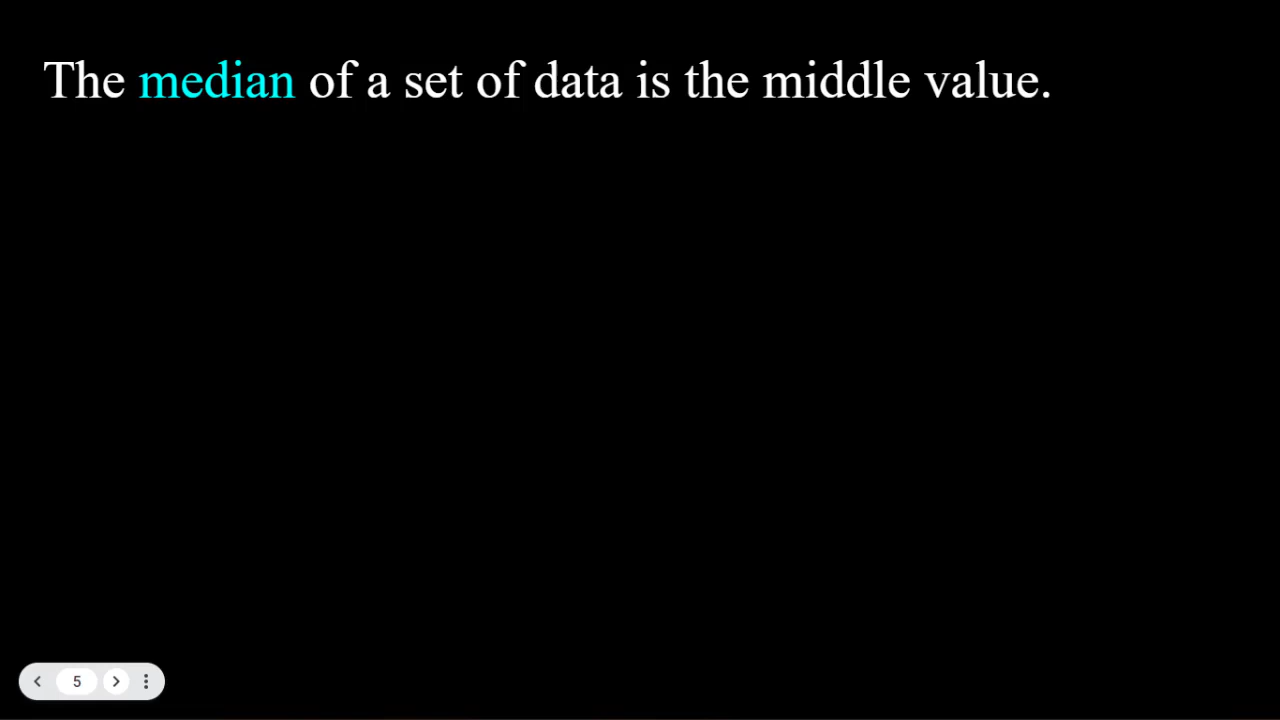 The median of a set of data is the middle value.
5